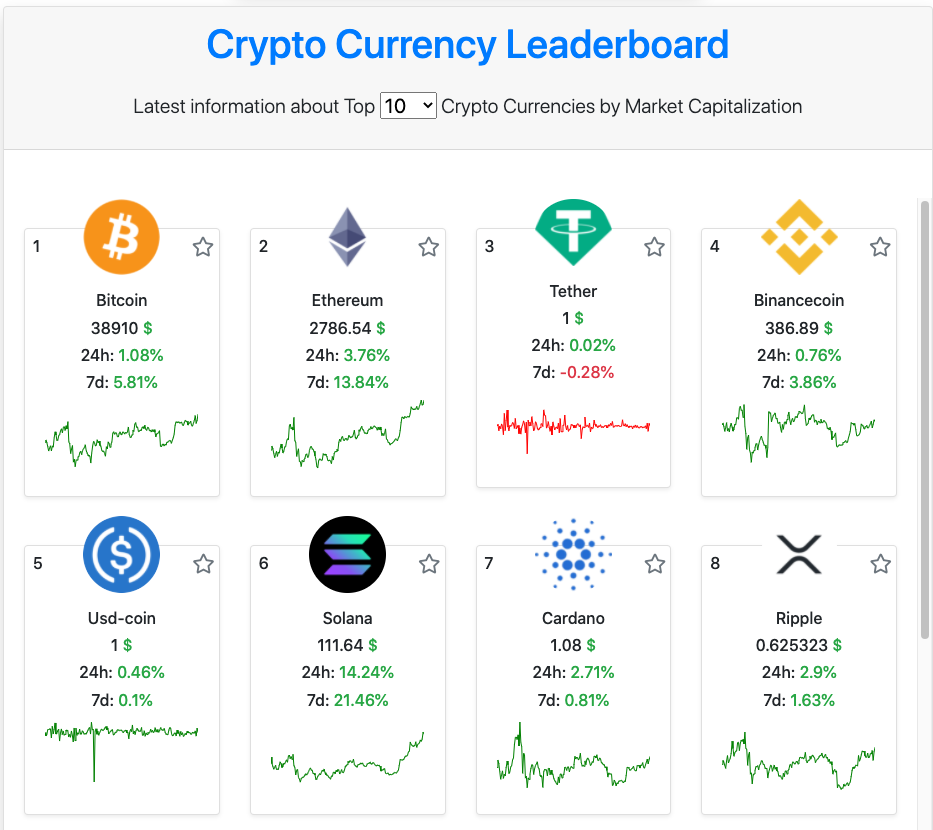 Crypto Currency Leaderboard
Latest information about Top 10 Crypto Currencies by Market Capitalization
1
Bitcoin
38910 $
24h: 1.08%
7d: 5.81%
2
Ethereum
2786.54 $
24h: 3.76%
7d: 13.84%
3
Tether
1 $
24h: 0.02%
7d: -0.28%
4
Binancecoin
386.89 $
24h: 0.76%
7d: 3.86%
5
Usd-coin
1 $
24h: 0.46%
7d: 0.1%
6
Solana
111.64 $
24h: 14.24%
7d: 21.46%
7
Cardano
1.08 $
24h: 2.71%
7d: 0.81%
8
Ripple
0.625323 $
24h: 2.9%
7d: 1.63%